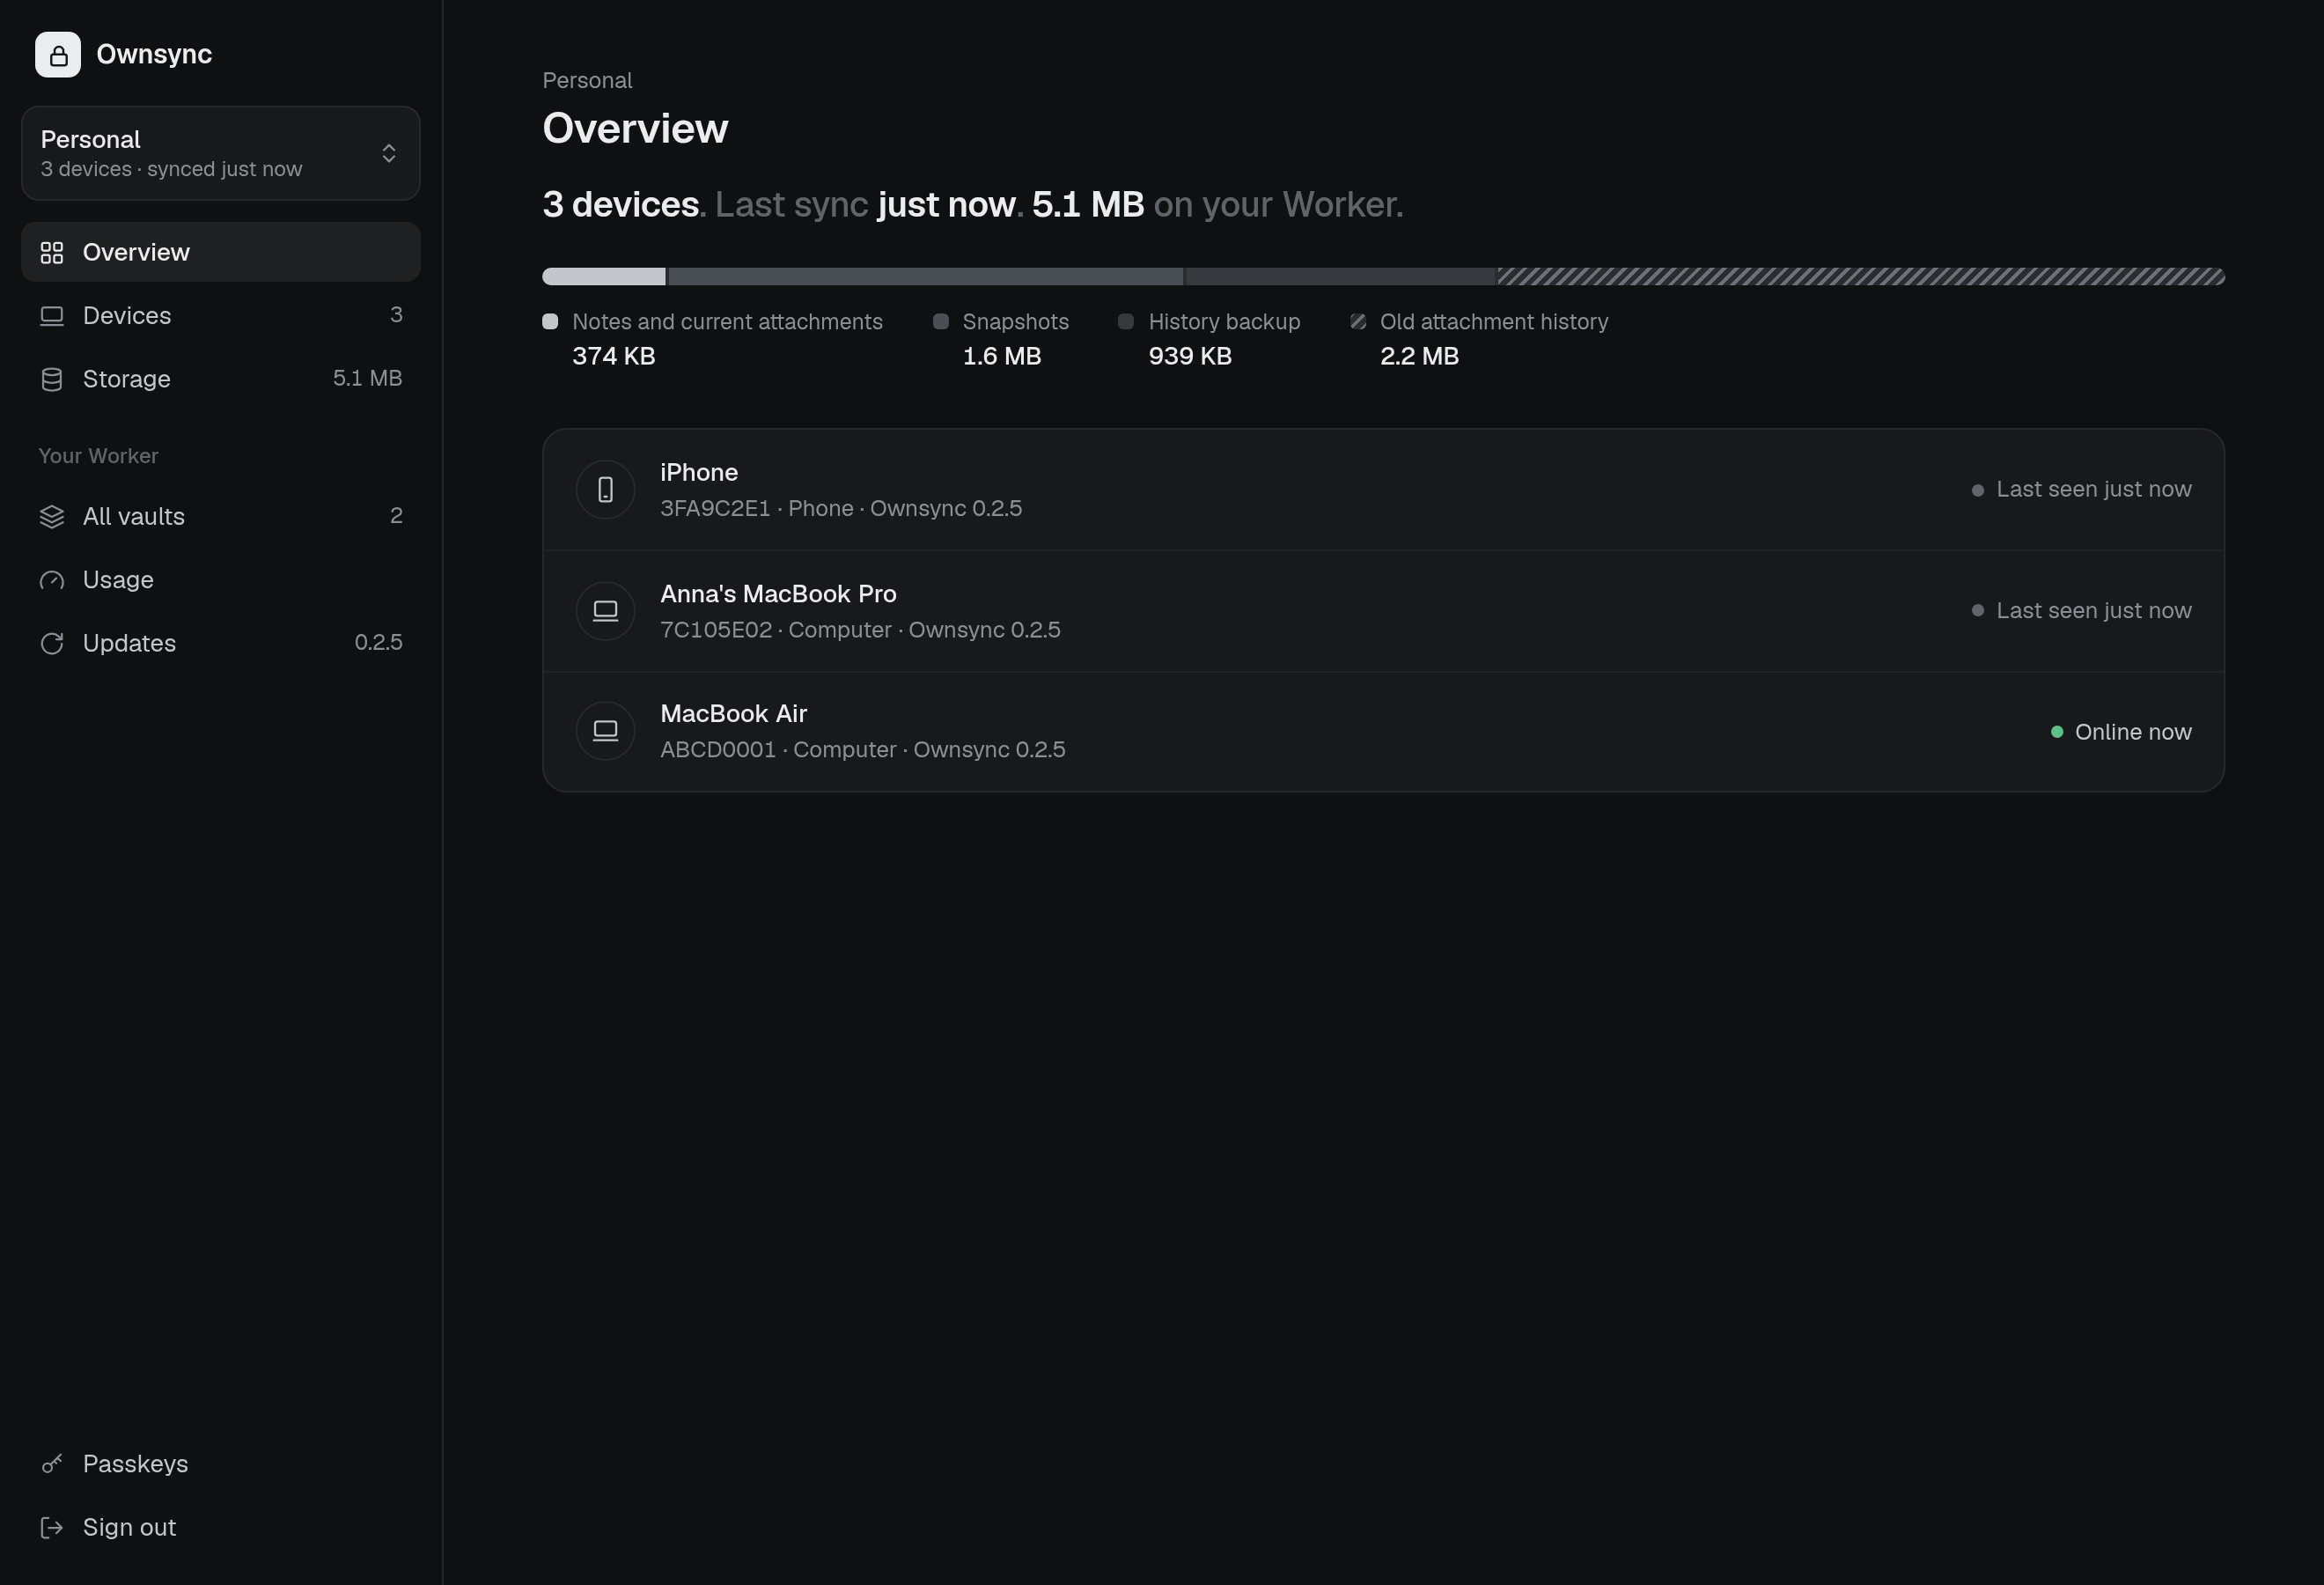 Ownsync
Personal
3 devices · synced just now
Overview
Devices 3
Storage 5.1 MB
Your Worker
All vaults 2
Usage
Updates 0.2.5
Passkeys
Sign out
Personal
Overview
3 devices. Last sync just now. 5.1 MB on your Worker.
Notes and current attachments
374 KB
Snapshots
1.6 MB
History backup
939 KB
Old attachment history
2.2 MB
iPhone
3FA9C2E1 · Phone · Ownsync 0.2.5
Last seen just now
Anna's MacBook Pro
7C105E02 · Computer · Ownsync 0.2.5
Last seen just now
MacBook Air
ABCD0001 · Computer · Ownsync 0.2.5
Online now